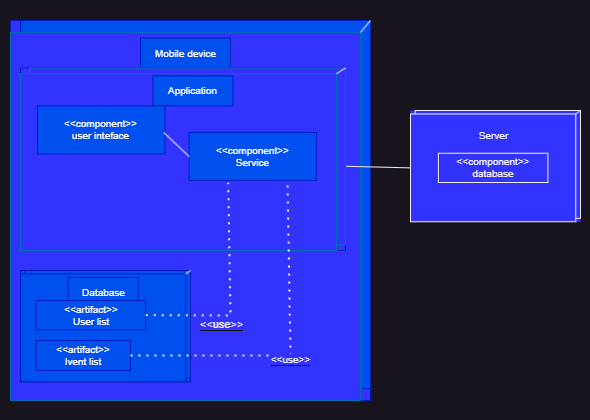 Mobile device
Application
<<component>>
user inteface
<<component>>
Service
Server
<<component>>
database
Database
<<artifact>>
User list
<<use>>
<<artifact>>
Ivent list
<<use>>